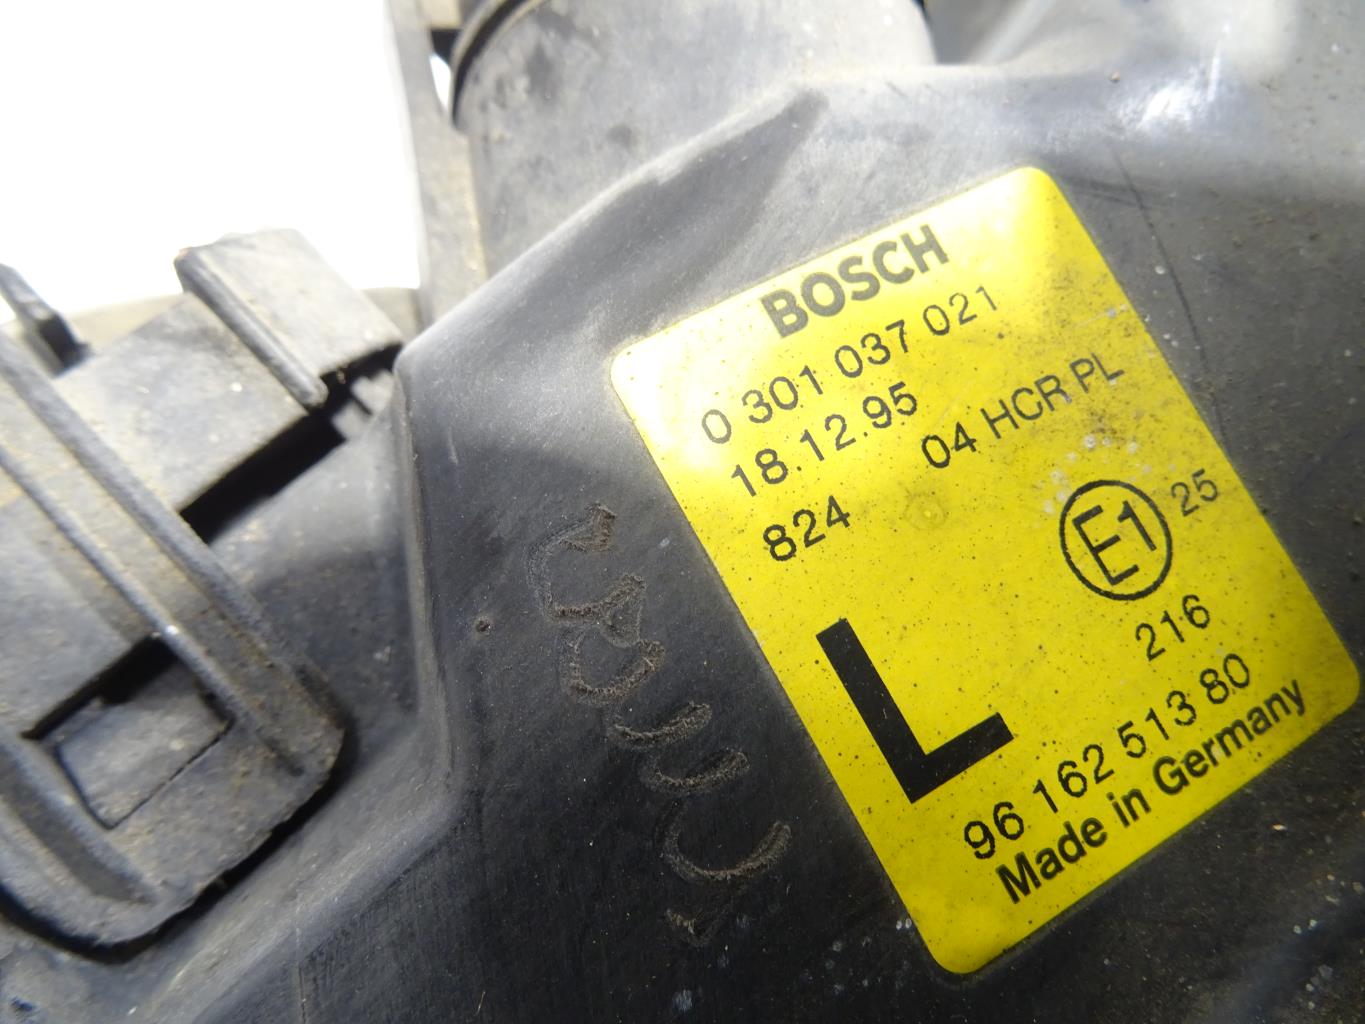 BOSCH
0 301 037 021
18.12.95
824 04 HCR PL
E1 25
L
216
96 162 513 80
Made in Germany